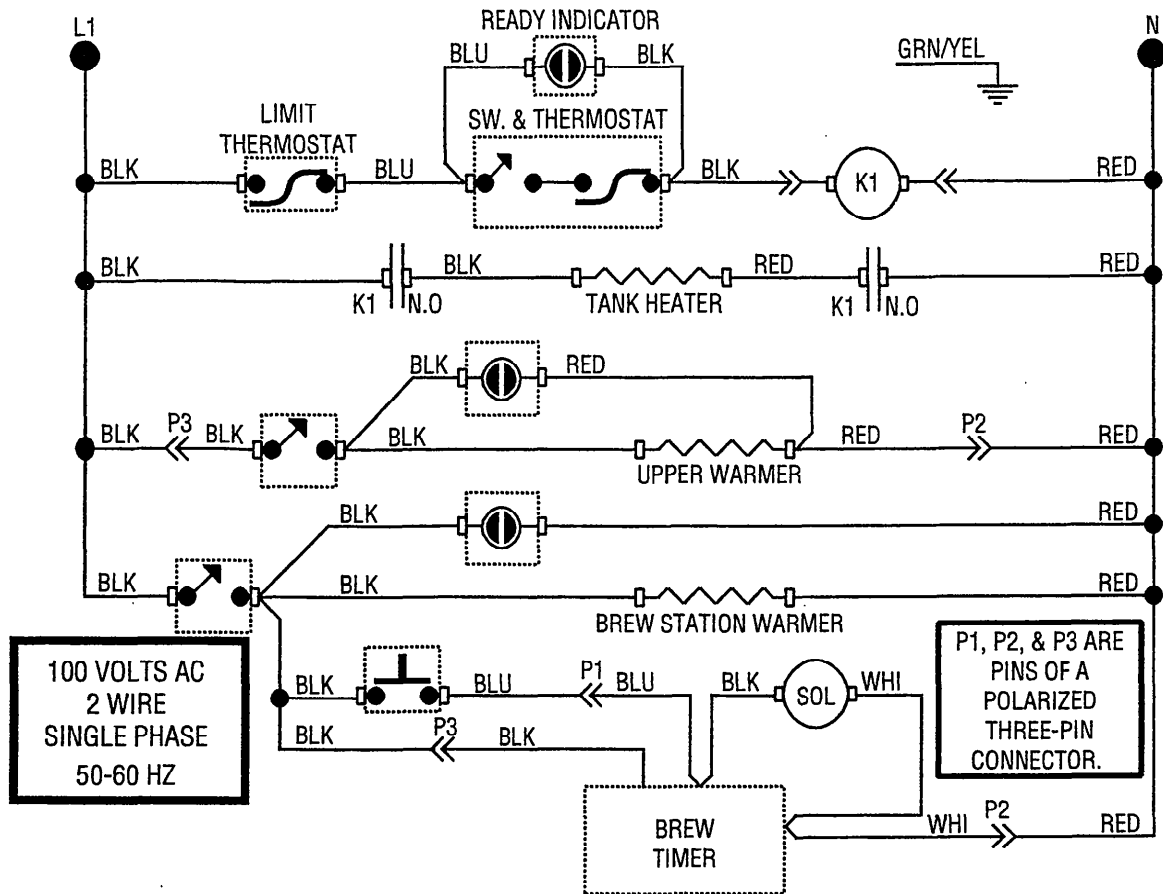 L1
READY INDICATOR
N
BLU
BLK
GRN/YEL
LIMIT
THERMOSTAT
SW. & THERMOSTAT
BLK
BLU
BLK
K1
RED
BLK
BLK
RED
RED
K1
N.O
TANK HEATER
K1
N.O
BLK
RED
BLK
P3
BLK
BLK
RED
P2
UPPER WARMER
BLK
RED
BLK
BLK
RED
BREW STATION WARMER
100 VOLTS AC
2 WIRE
SINGLE PHASE
50-60 HZ
P1, P2, & P3 ARE
PINS OF A
POLARIZED
THREE-PIN
CONNECTOR.
BLK
BLU
P1
BLU
BLK
SOL
WHI
BLK
P3
BLK
BREW
TIMER
WHI
P2
RED